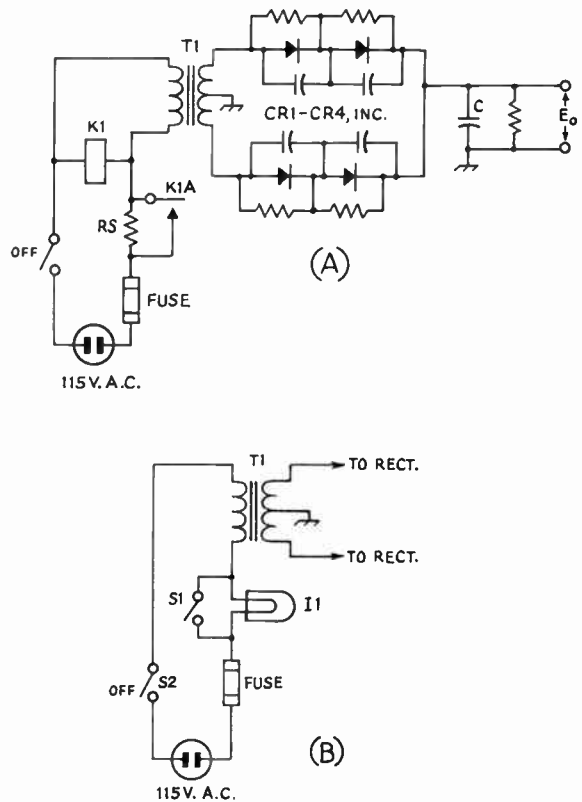 T1
K1
CR1-CR4, INC.
C
E₀
K1A
RS
OFF
(A)
FUSE
115V. A.C.
T1
TO RECT.
TO RECT.
S1
I1
S2
OFF
FUSE
(B)
115V. A.C.